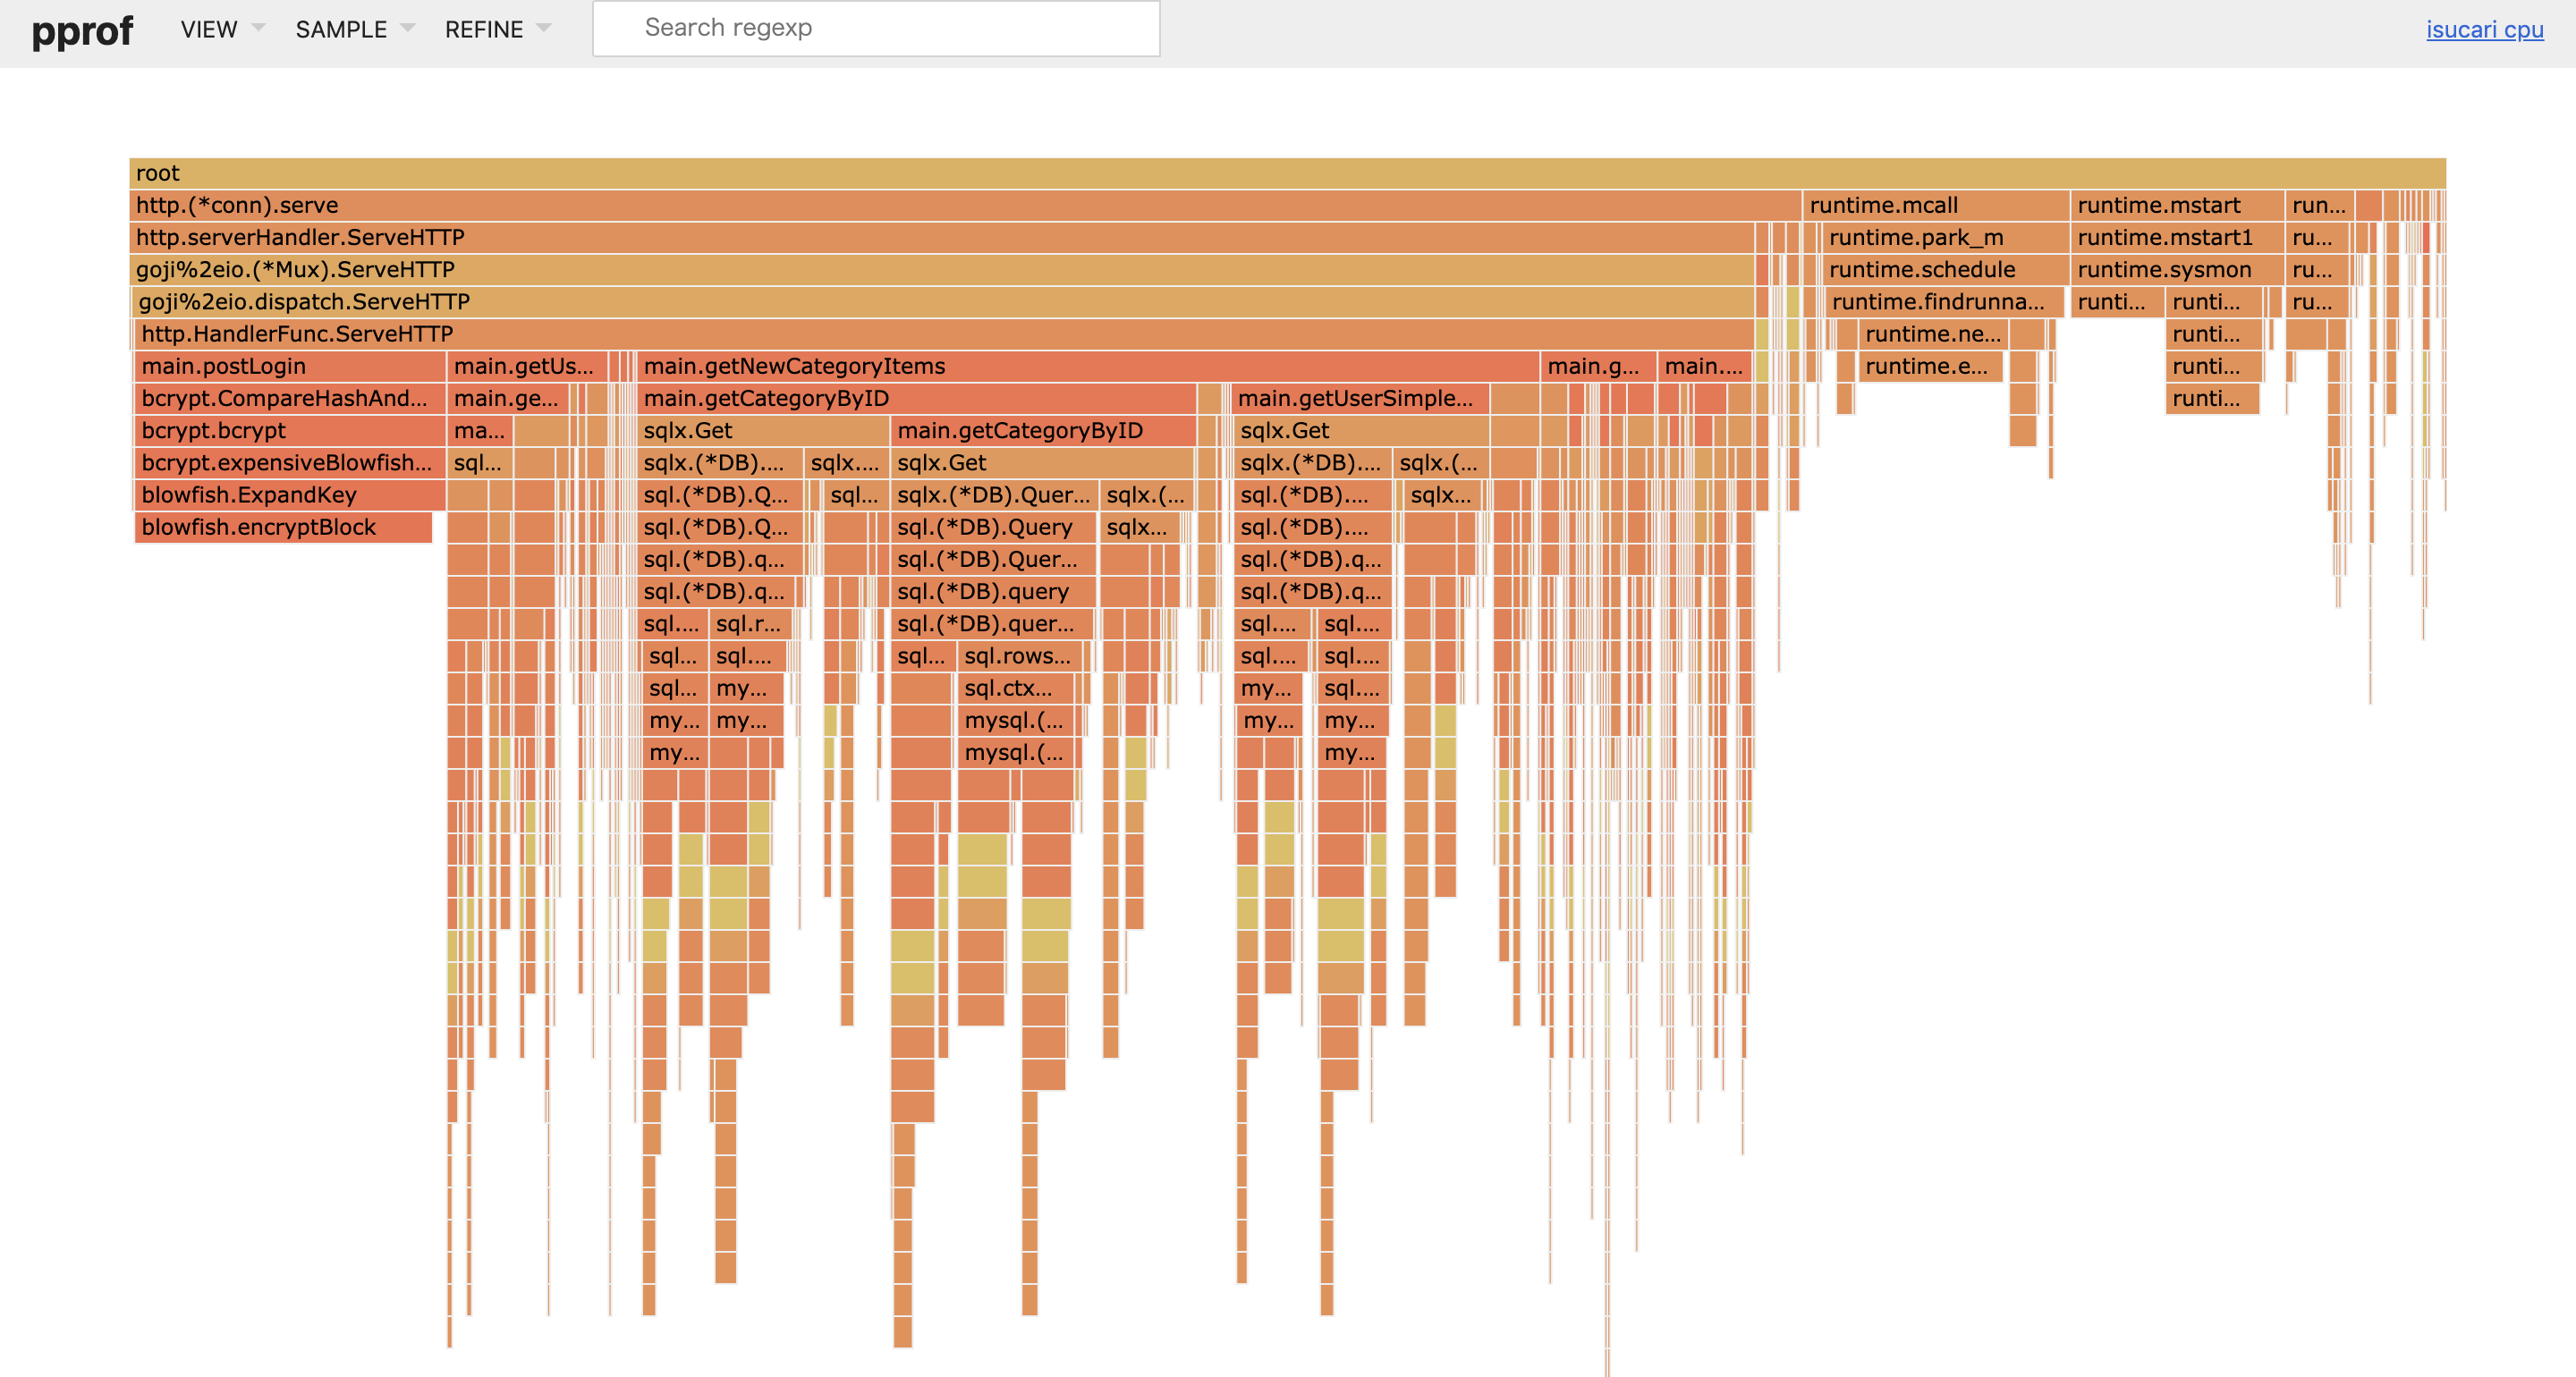 pprof VIEW SAMPLE REFINE Search regexp isucari cpu
root
http.(*conn).serve runtime.mcall runtime.mstart run...
http.serverHandler.ServeHTTP runtime.park_m runtime.mstart1 ru...
goji%2eio.(*Mux).ServeHTTP runtime.schedule runtime.sysmon ru...
goji%2eio.dispatch.ServeHTTP runtime.findrunna... runti... runti... ru...
http.HandlerFunc.ServeHTTP runtime.ne... runti...
main.postLogin main.getUs... main.getNewCategoryItems main.g... main.... runtime.e... runti...
bcrypt.CompareHashAnd... main.ge... main.getCategoryByID main.getUserSimple... runti...
bcrypt.bcrypt ma... sqlx.Get main.getCategoryByID sqlx.Get
bcrypt.expensiveBlowfish... sql... sqlx.(*DB).... sqlx.... sqlx.Get sqlx.(*DB).... sqlx.(...
blowfish.ExpandKey sql.(*DB).Q... sql... sqlx.(*DB).Quer... sqlx.(... sql.(*DB).... sqlx...
blowfish.encryptBlock sql.(*DB).Q... sql.(*DB).Query sqlx... sql.(*DB)....
sql.(*DB).q... sql.(*DB).Quer... sql.(*DB).q...
sql.(*DB).q... sql.(*DB).query sql.(*DB).q...
sql.... sql.r... sql.(*DB).quer... sql.... sql....
sql... sql.... sql... sql.rows... sql.... sql....
sql... my... sql.ctx... my... sql....
my... my... mysql.(... my... my...
my... mysql.(... my...